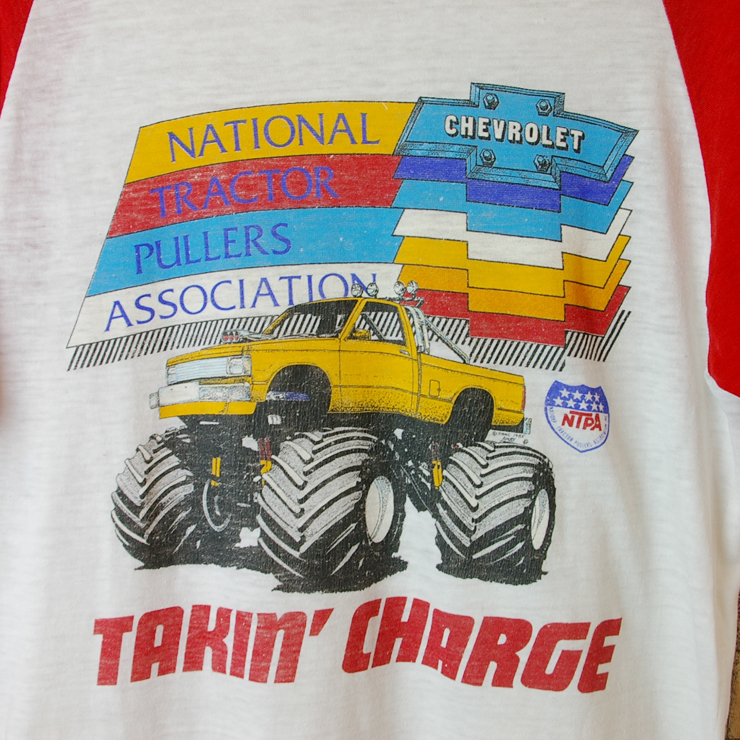 NATIONAL
TRACTOR
PULLERS
ASSOCIATION
CHEVROLET
NTPA
TAKIN' CHARGE